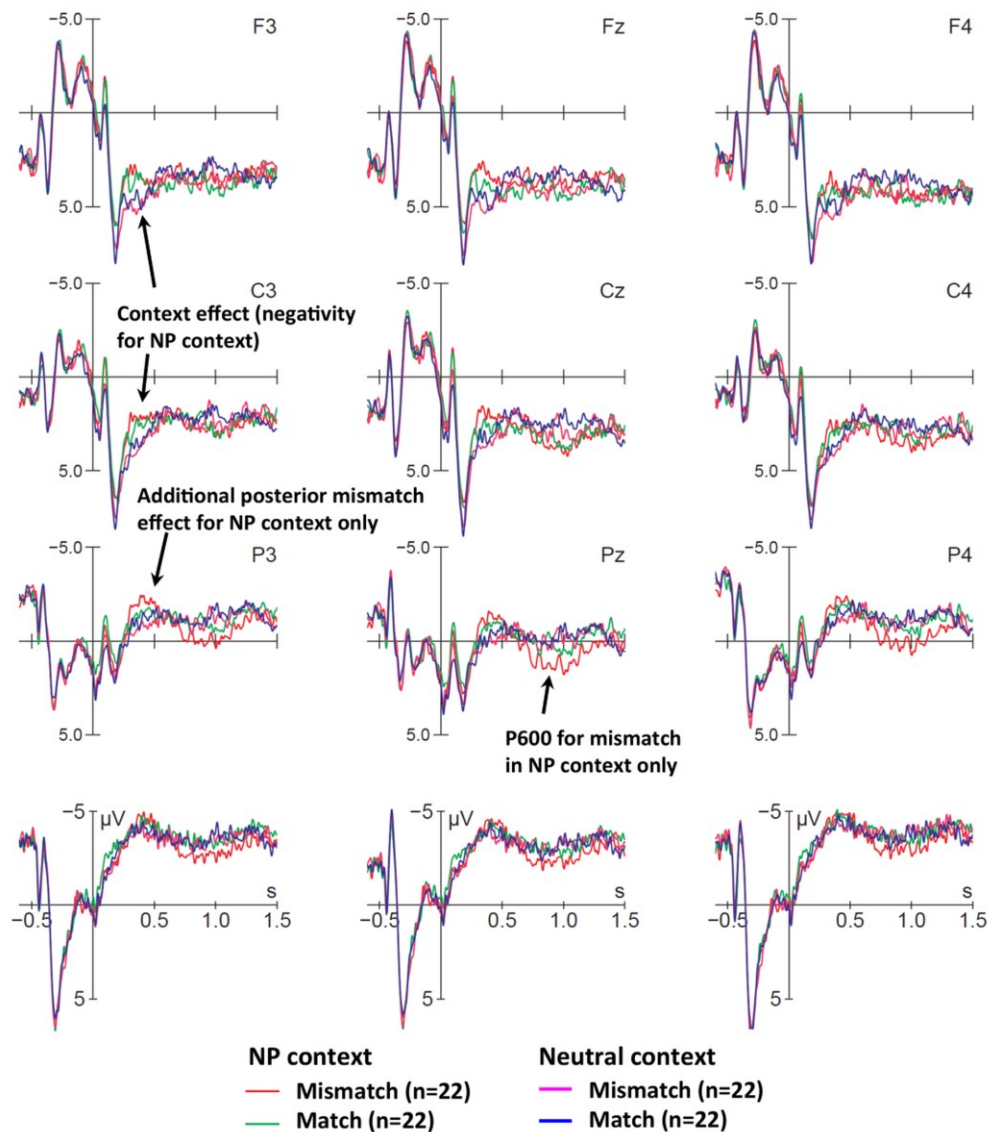 -5.0 F3 -5.0 Fz -5.0 F4
5.0 5.0 5.0
-5.0 C3 -5.0 Cz -5.0 C4
Context effect (negativity
for NP context)
5.0 5.0 5.0
Additional posterior mismatch
effect for NP context only
-5.0 P3 -5.0 Pz -5.0 P4
5.0 5.0 5.0
P600 for mismatch
in NP context only
-5 µV -5 µV -5 µV
s s s
-0.5 0.5 1.0 1.5 -0.5 0.5 1.0 1.5 -0.5 0.5 1.0 1.5
5 5 5
NP context Neutral context
Mismatch (n=22) Mismatch (n=22)
Match (n=22) Match (n=22)